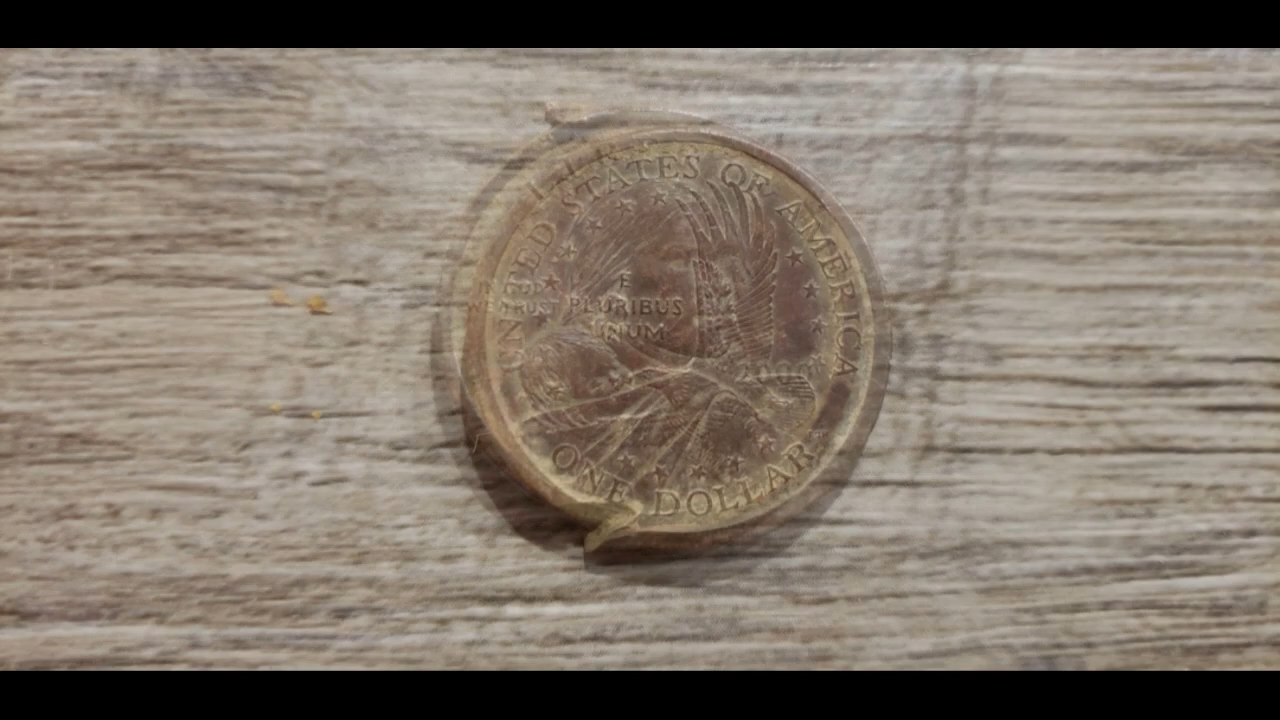 UNITED STATES OF AMERICA
E
PLURIBUS
UNUM
TRUST
ONE DOLLAR